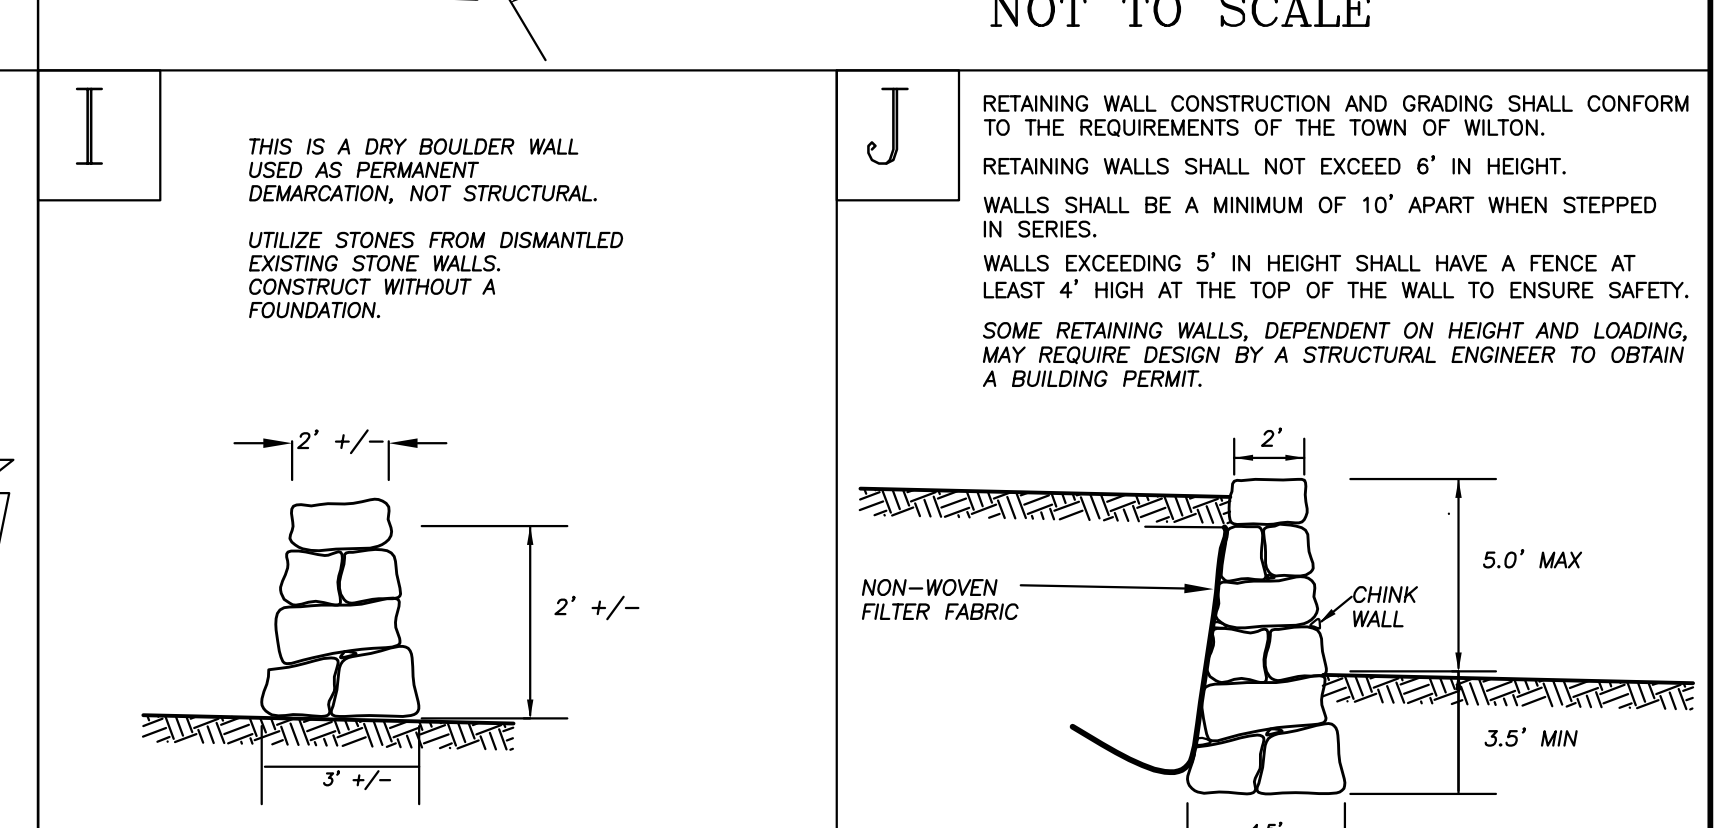 NOT TO SCALE
I
THIS IS A DRY BOULDER WALL
USED AS PERMANENT
DEMARCATION, NOT STRUCTURAL.
UTILIZE STONES FROM DISMANTLED
EXISTING STONE WALLS.
CONSTRUCT WITHOUT A
FOUNDATION.
2' +/-
2' +/-
3' +/-
J
RETAINING WALL CONSTRUCTION AND GRADING SHALL CONFORM
TO THE REQUIREMENTS OF THE TOWN OF WILTON.
RETAINING WALLS SHALL NOT EXCEED 6' IN HEIGHT.
WALLS SHALL BE A MINIMUM OF 10' APART WHEN STEPPED
IN SERIES.
WALLS EXCEEDING 5' IN HEIGHT SHALL HAVE A FENCE AT
LEAST 4' HIGH AT THE TOP OF THE WALL TO ENSURE SAFETY.
SOME RETAINING WALLS, DEPENDENT ON HEIGHT AND LOADING,
MAY REQUIRE DESIGN BY A STRUCTURAL ENGINEER TO OBTAIN
A BUILDING PERMIT.
2'
5.0' MAX
NON-WOVEN
FILTER FABRIC
CHINK
WALL
3.5' MIN